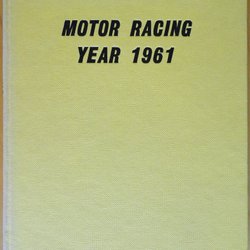 MOTOR RACING
YEAR 1961